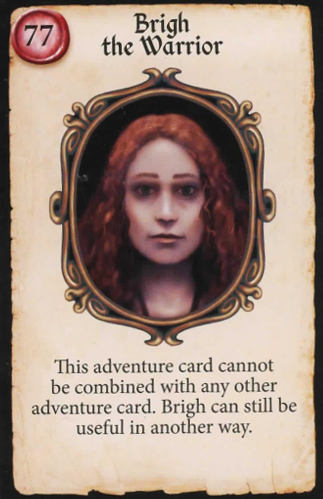 77
Brigh
the Warrior
This adventure card cannot
be combined with any other
adventure card. Brigh can still be
useful in another way.